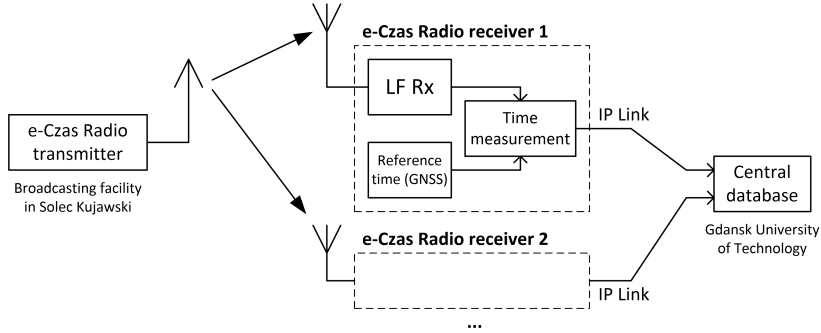 e-Czas Radio
transmitter
Broadcasting facility
in Solec Kujawski
e-Czas Radio receiver 1
LF Rx
Time
measurement
Reference
time (GNSS)
IP Link
e-Czas Radio receiver 2
IP Link
...
Central
database
Gdansk University
of Technology